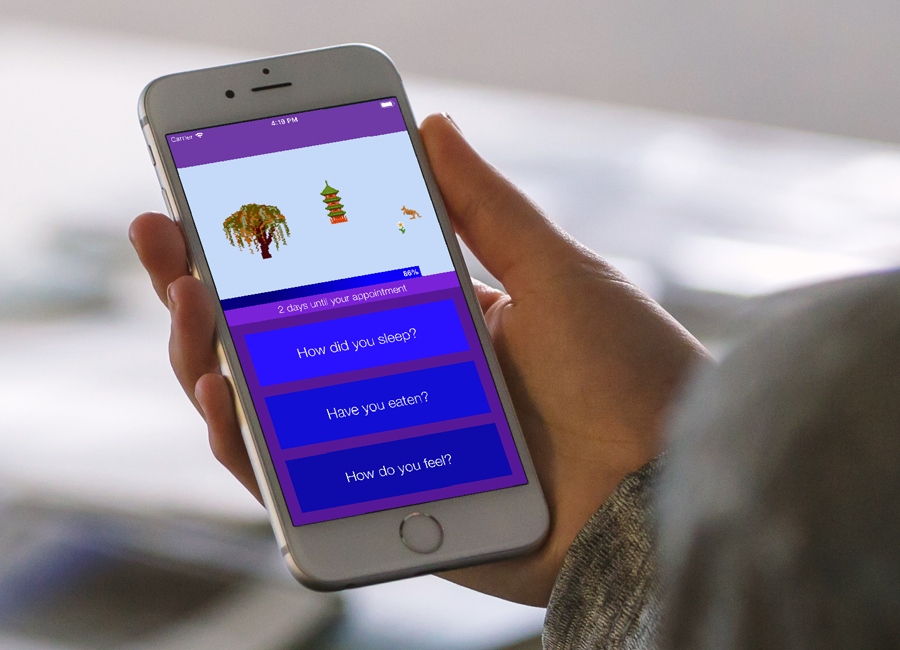 Carrier
4:19 PM
86%
2 days until your appointment
How did you sleep?
Have you eaten?
How do you feel?